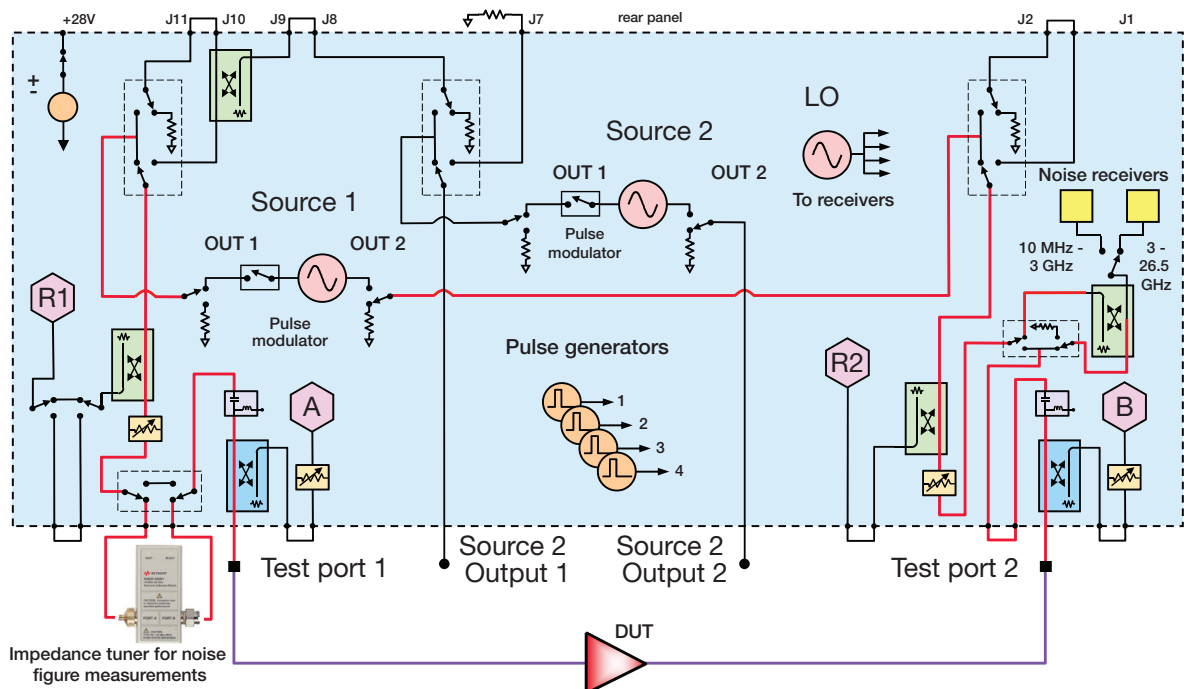 +28V
J11
J10
J9
J8
J7
rear panel
J2
J1
+
-
LO
To receivers
Source 1
OUT 1
OUT 2
Pulse
modulator
Source 2
OUT 1
OUT 2
Pulse
modulator
Noise receivers
10 MHz -
3 GHz
3 -
26.5
GHz
R1
A
Pulse generators
1
2
3
4
R2
B
Test port 1
Source 2
Output 1
Source 2
Output 2
Test port 2
KEYSIGHT
PORT A
PORT B
DUT
Impedance tuner for noise
figure measurements